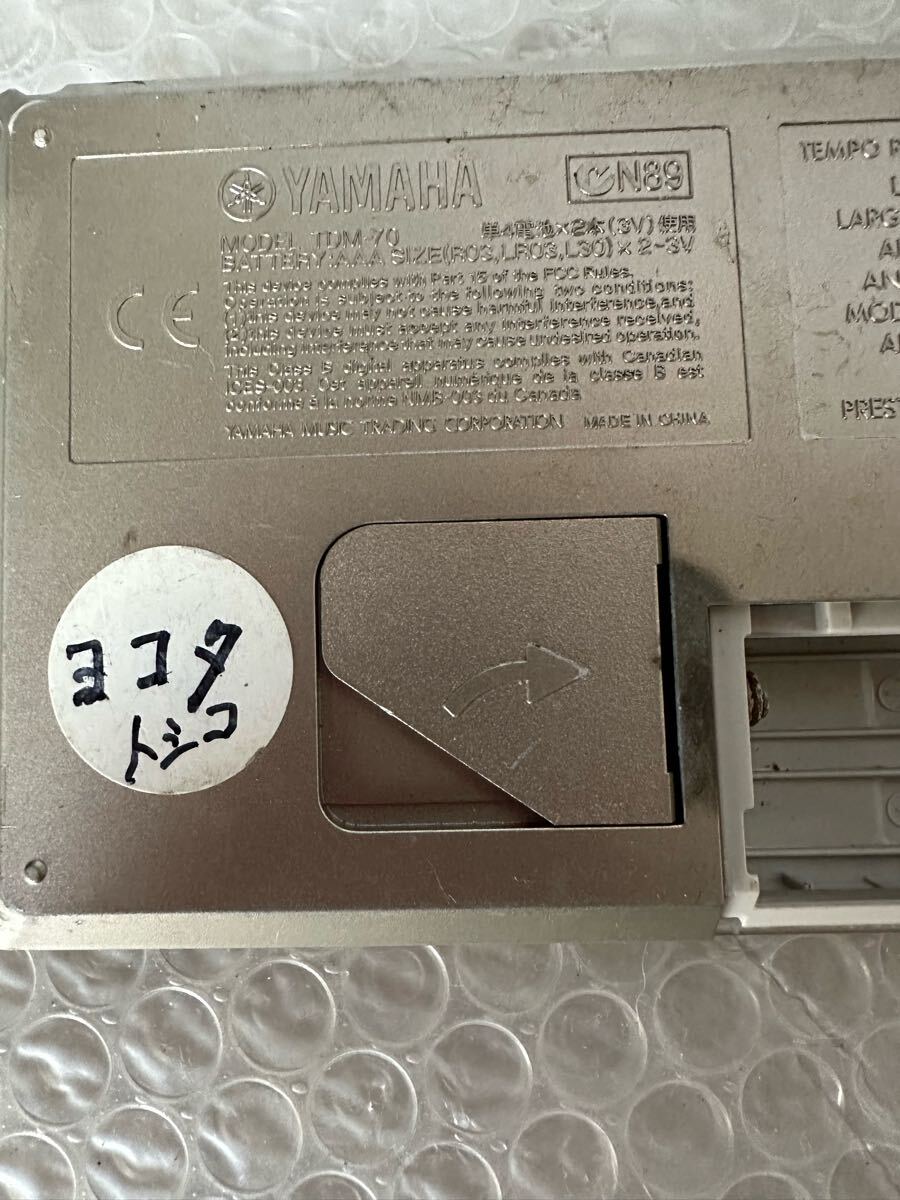 YAMAHA
N89
MODEL TDM-70
単4電池×2本(3V)使用
BATTERY:AAA SIZE(R03,LR03,L30)×2-3V
CE
This device complies with Part 15 of the FCC Rules.
Operation is subject to the following two conditions:
(1)this device may not cause harmful interference,and
(2)this device must accept any interference received,
including interference that may cause undesired operation.
This Class B digital apparatus complies with Canadian
ICES-003. Cet appareil numérique de la classe B est
conforme à la norme NMB-003 du Canada.
YAMAHA MUSIC TRADING CORPORATION MADE IN CHINA
TEMPO R
L
LARG
A
AN
MOD
A
PRES
ヨコタ
トシコ